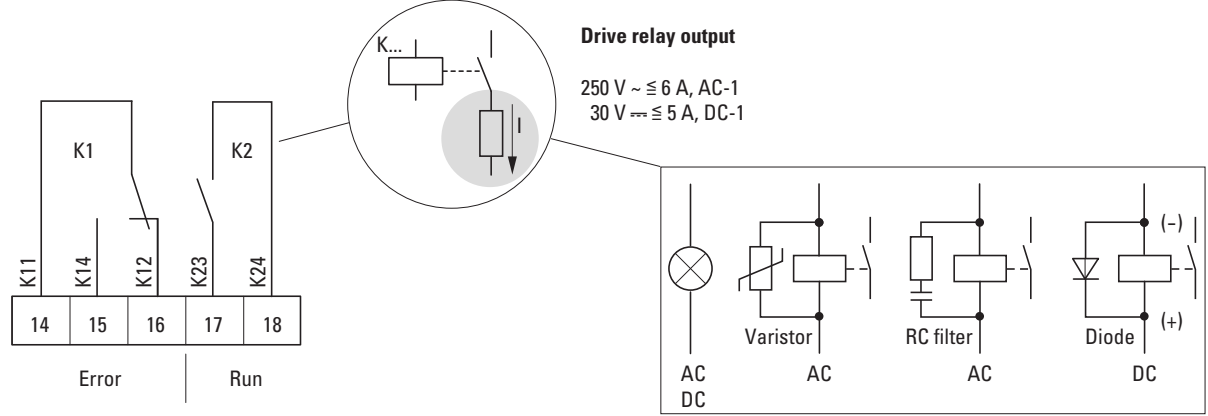 K...
Drive relay output
250 V ~ ≦ 6 A, AC-1
30 V ⎓ ≦ 5 A, DC-1
I
K1
K2
K11
K14
K12
K23
K24
14 15 16 17 18
Error
Run
(–)
(+)
Varistor
RC filter
Diode
AC
DC
AC
AC
DC